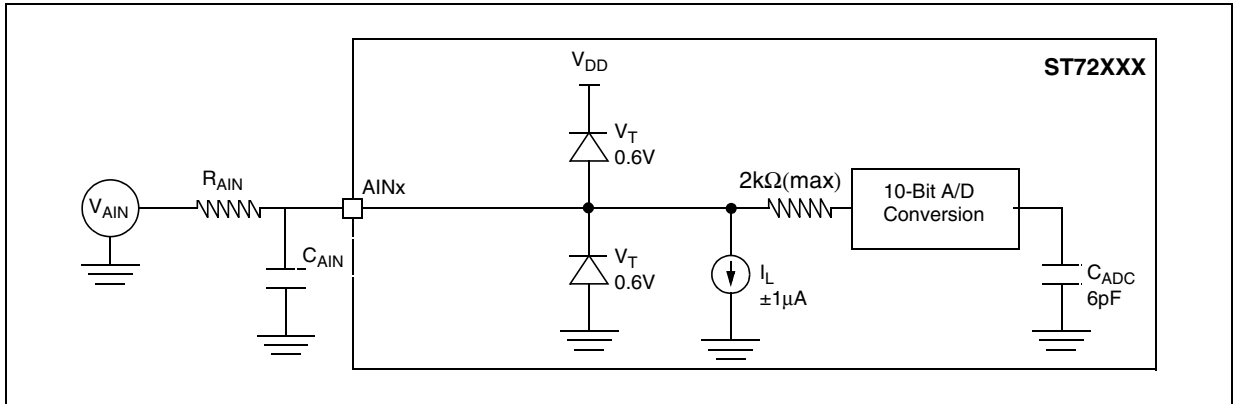 ST72XXX
V_DD
V_T
0.6V
R_AIN
AINx
2kΩ(max)
10-Bit A/D
Conversion
V_AIN
C_AIN
V_T
0.6V
I_L
±1μA
C_ADC
6pF